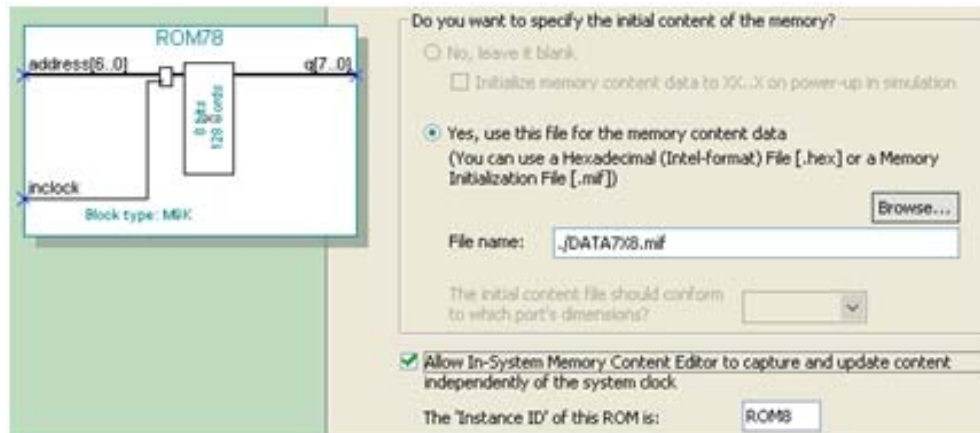 ROM78
address[6..0]
q[7..0]
8 bits
128 words
inclock
Block type: M9K
Do you want to specify the initial content of the memory?
No, leave it blank
Initialize memory content data to XX..X on power-up in simulation
Yes, use this file for the memory content data
(You can use a Hexadecimal (Intel-format) File [.hex] or a Memory
Initialization File [.mif])
Browse...
File name:
./DATA7X8.mif
The initial content file should conform
to which port's dimensions?
Allow In-System Memory Content Editor to capture and update content
independently of the system clock
The 'Instance ID' of this ROM is:
ROM8